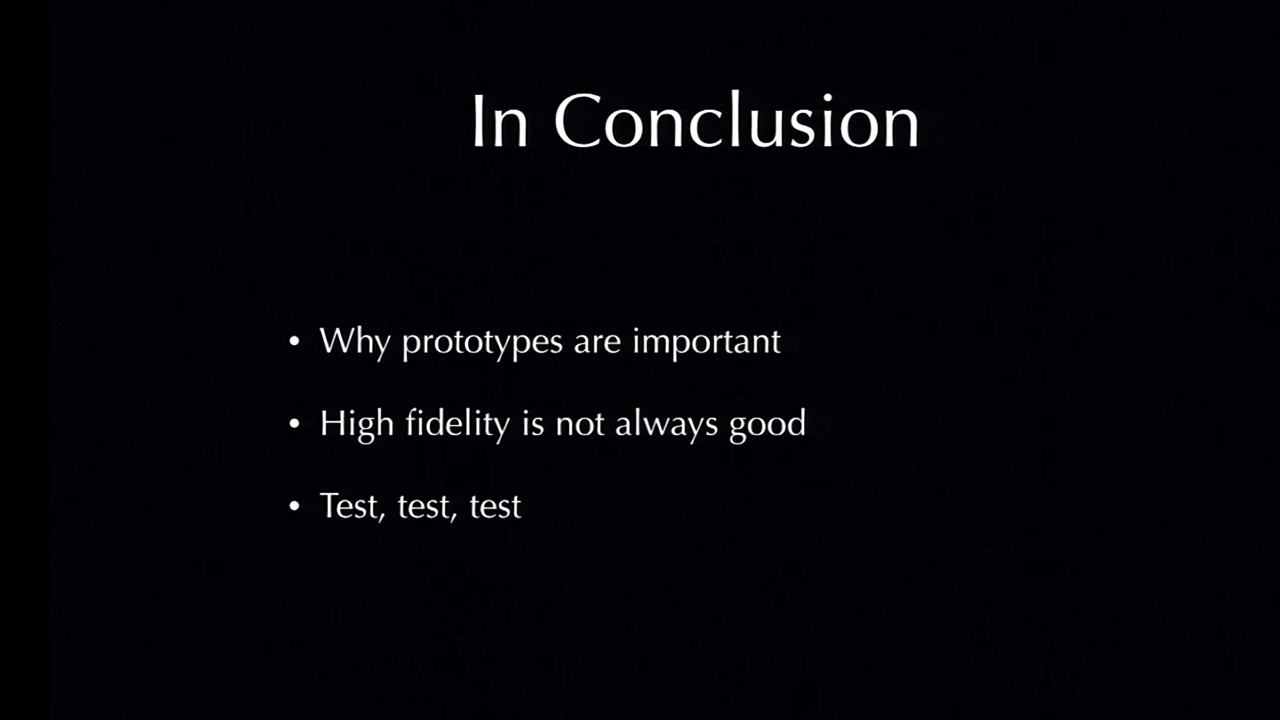 In Conclusion
• Why prototypes are important
• High fidelity is not always good
• Test, test, test